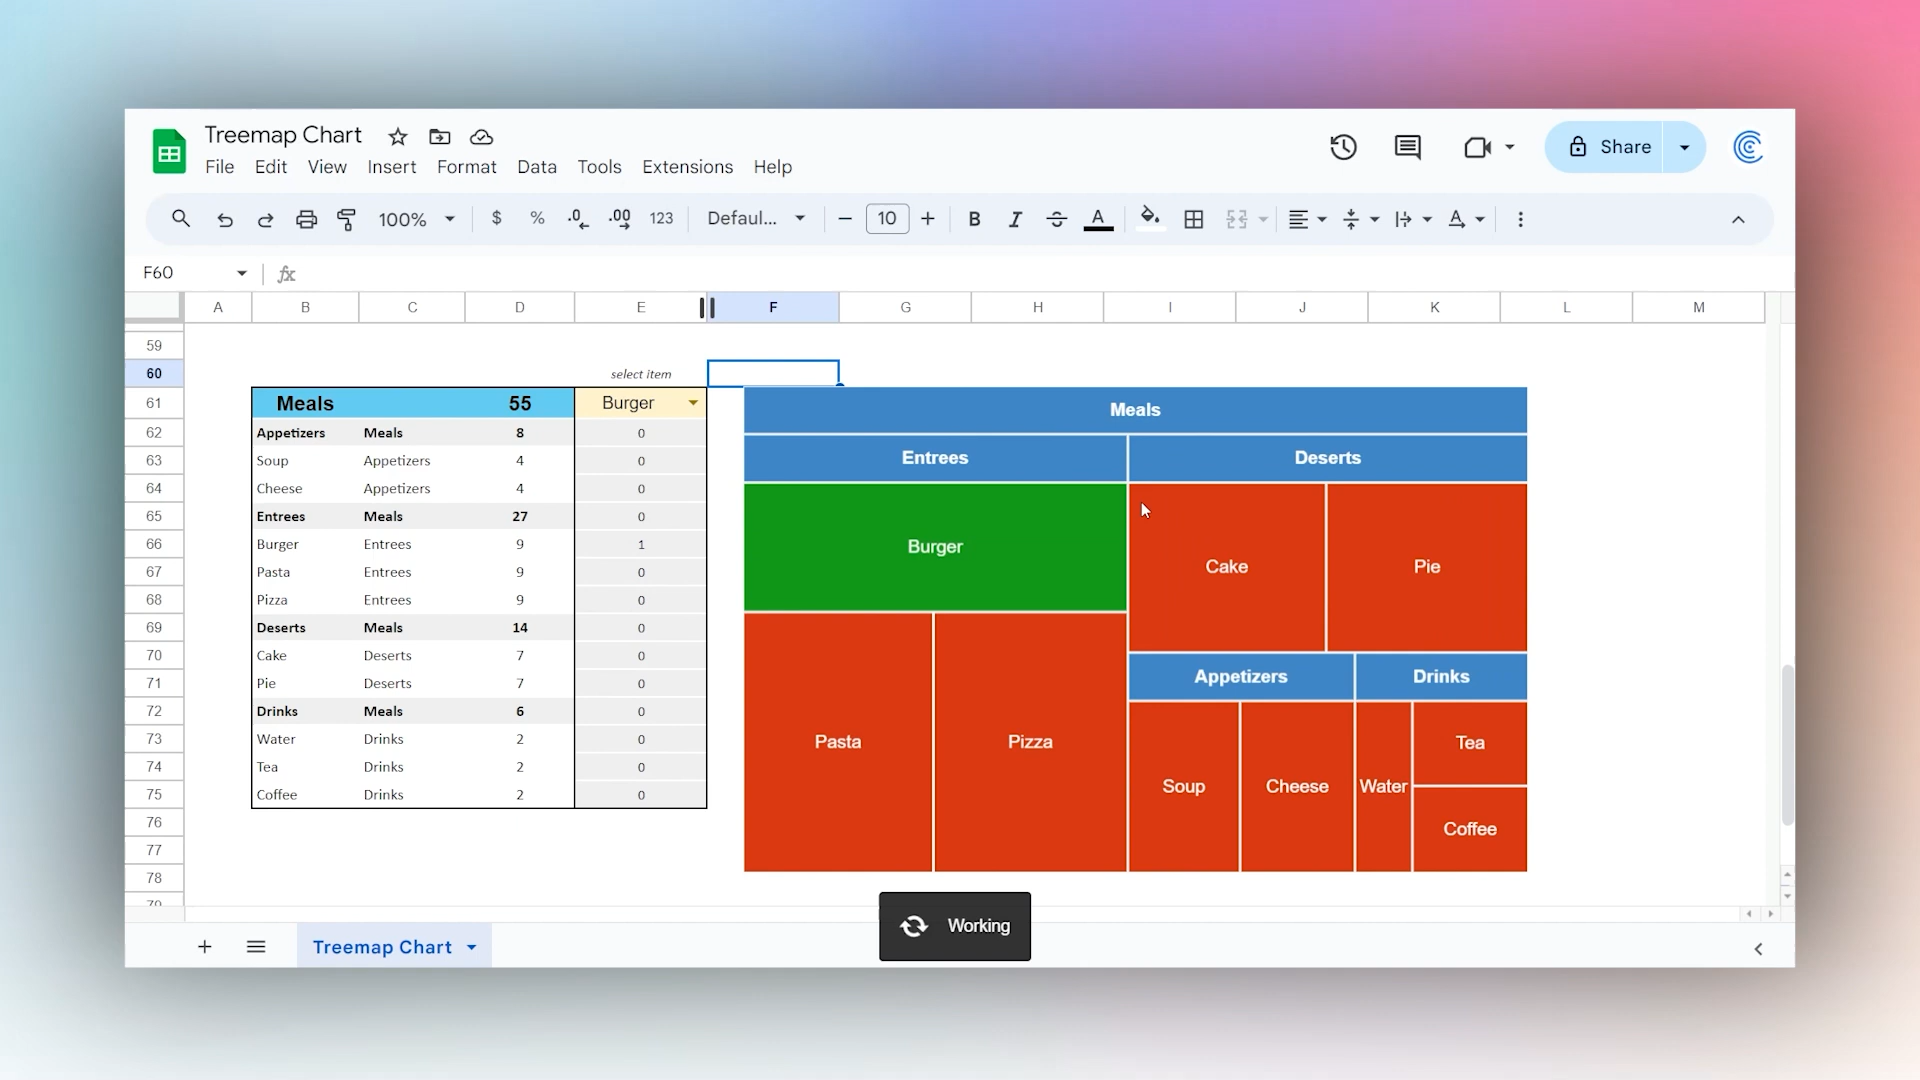 Treemap Chart
File Edit View Insert Format Data Tools Extensions Help
Share
100% $ % .0 .00 123 Defaul... 10 B I A A
F60 fx
A B C D E F G H I J K L M
59
60 select item
61 Meals 55 Burger
62 Appetizers Meals 8 0
63 Soup Appetizers 4 0
64 Cheese Appetizers 4 0
65 Entrees Meals 27 0
66 Burger Entrees 9 1
67 Pasta Entrees 9 0
68 Pizza Entrees 9 0
69 Deserts Meals 14 0
70 Cake Deserts 7 0
71 Pie Deserts 7 0
72 Drinks Meals 6 0
73 Water Drinks 2 0
74 Tea Drinks 2 0
75 Coffee Drinks 2 0
76
77
78
Meals
Entrees Deserts
Burger
Cake Pie
Pasta Pizza
Appetizers Drinks
Soup Cheese Water Tea
Coffee
Working
Treemap Chart